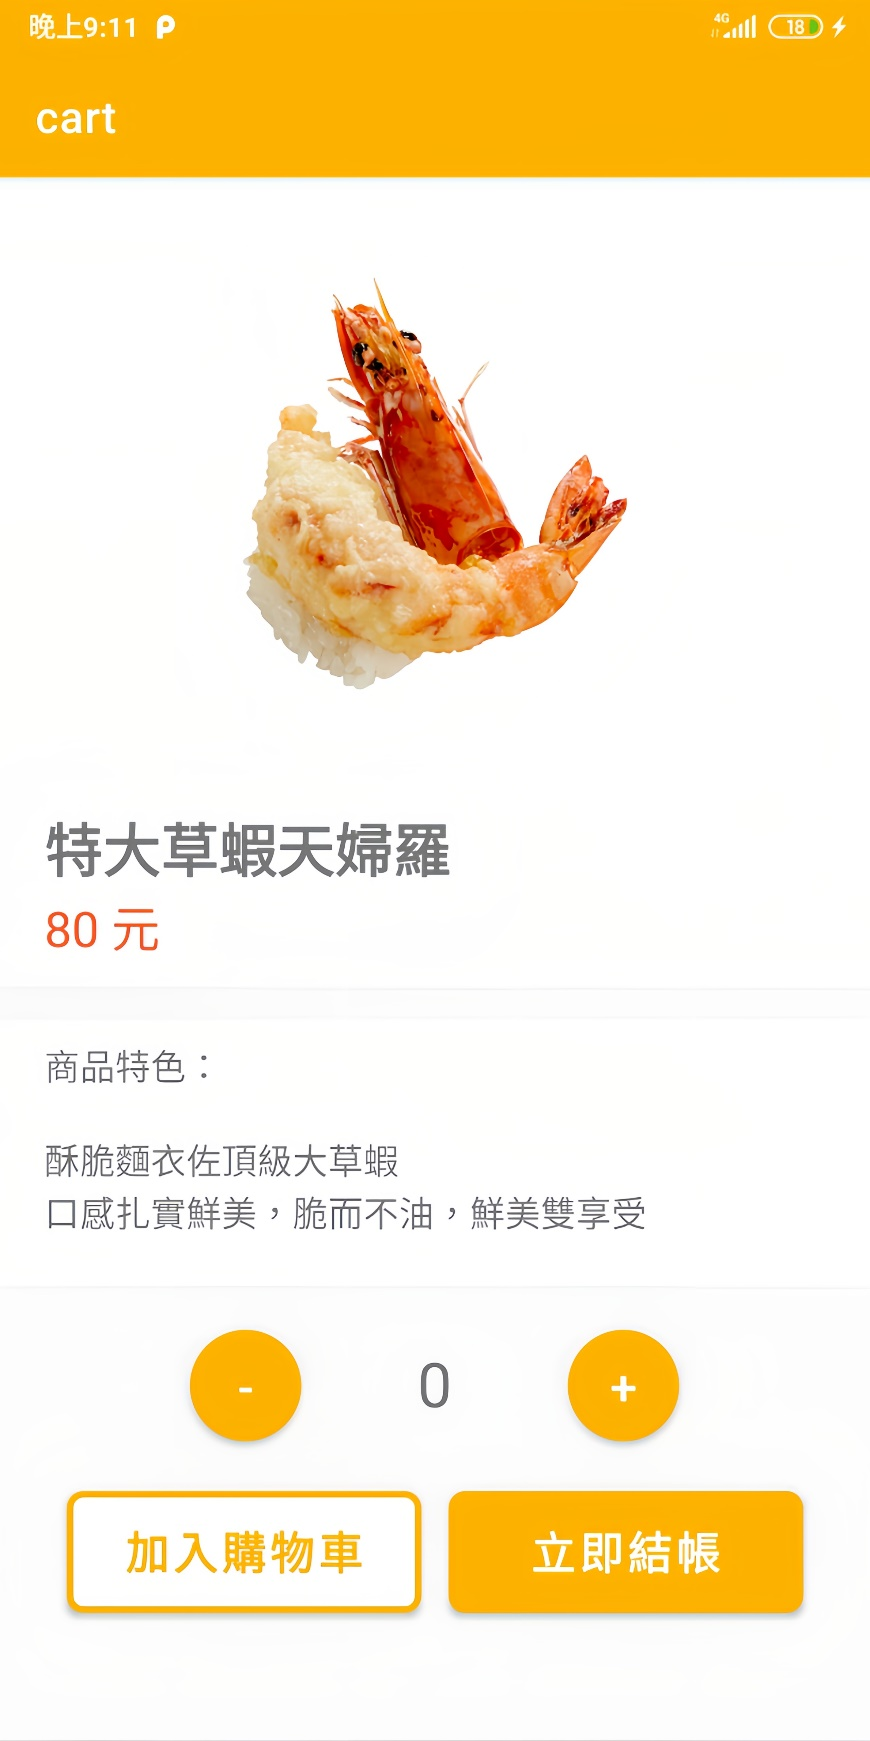 晚上9:11
4G 18
cart
特大草蝦天婦羅
80 元
商品特色：
酥脆麵衣佐頂級大草蝦
口感扎實鮮美，脆而不油，鮮美雙享受
- 0 +
加入購物車 立即結帳